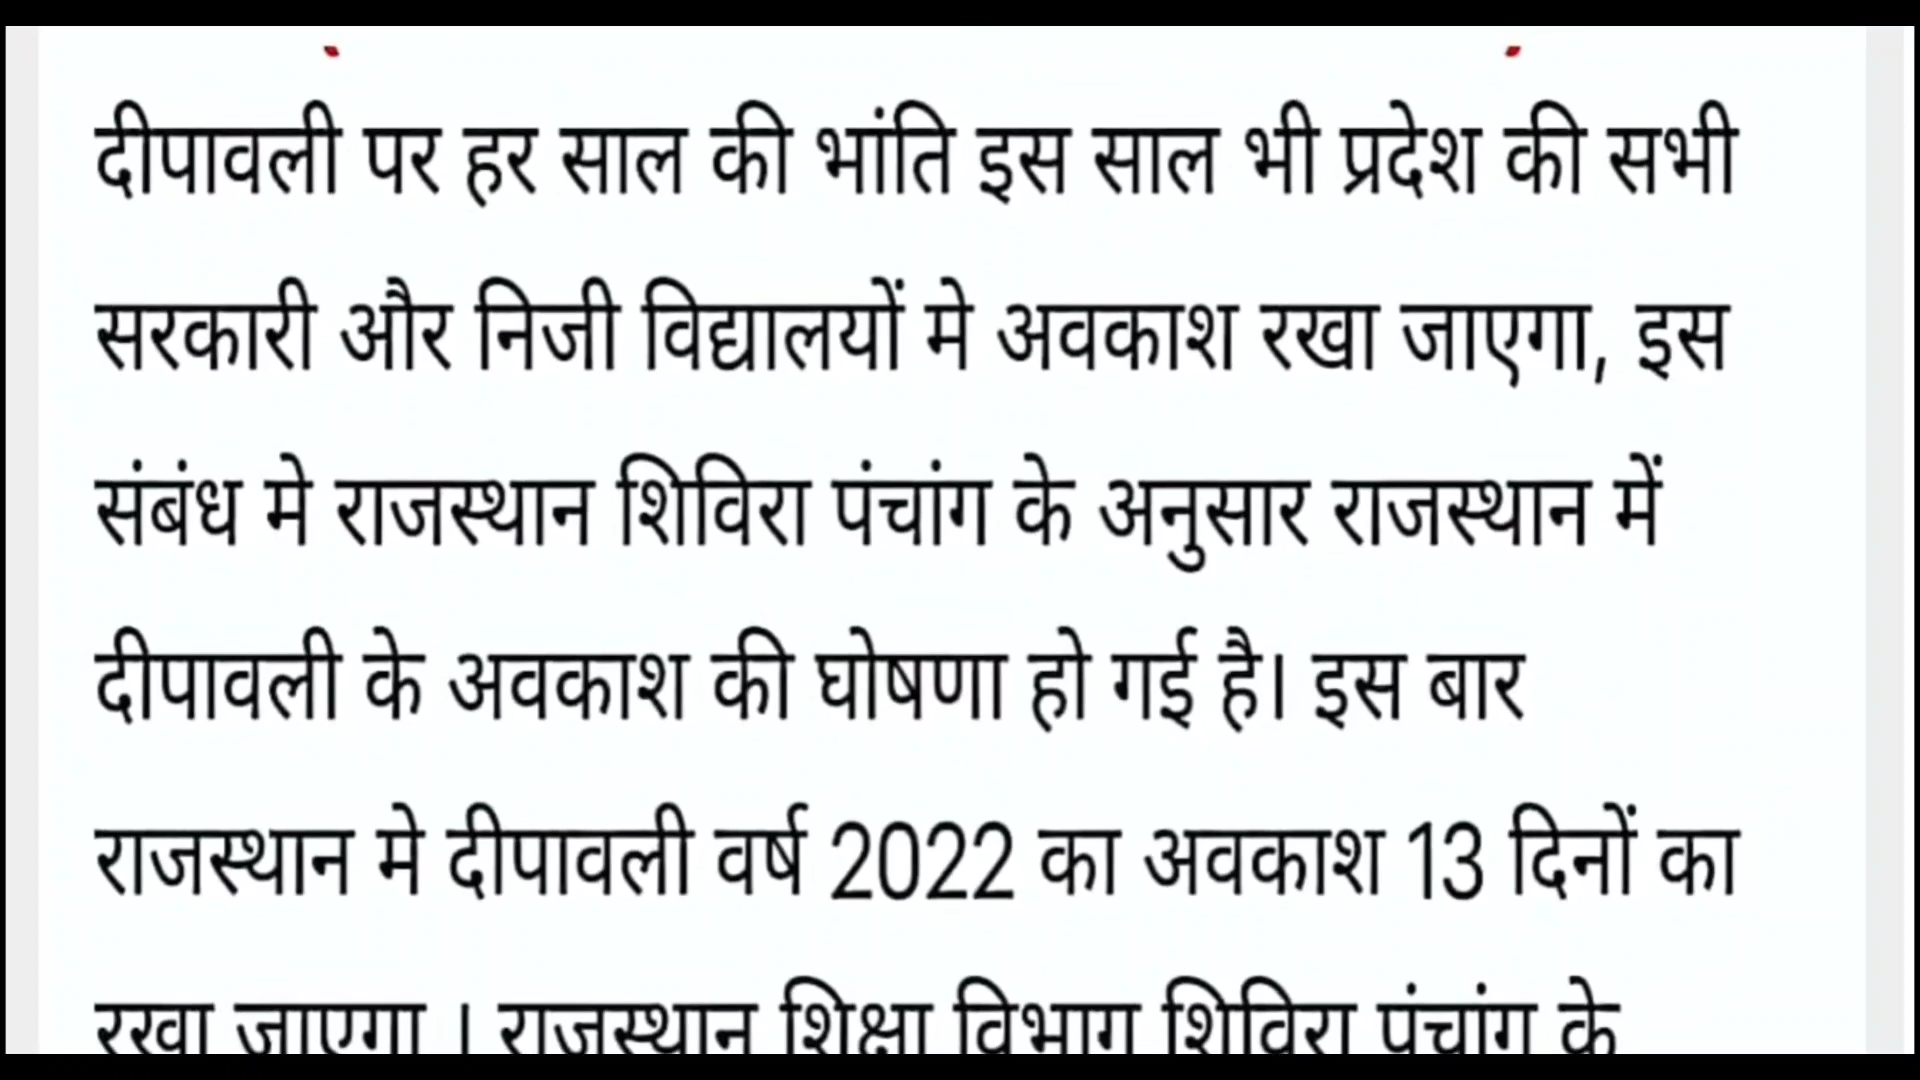 दीपावली पर हर साल की भांति इस साल भी प्रदेश की सभी
सरकारी और निजी विद्यालयों मे अवकाश रखा जाएगा, इस
संबंध मे राजस्थान शिविरा पंचांग के अनुसार राजस्थान में
दीपावली के अवकाश की घोषणा हो गई है। इस बार
राजस्थान मे दीपावली वर्ष 2022 का अवकाश 13 दिनों का
रखा जाएगा । राजस्थान शिक्षा विभाग शिविरा पंचांग के